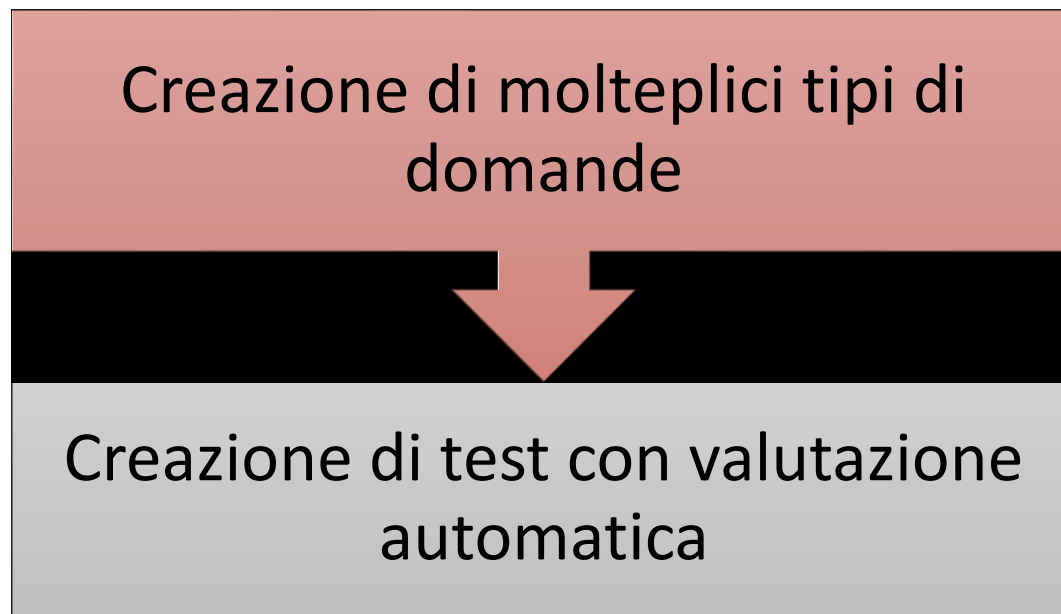 Creazione di molteplici tipi di
domande
Creazione di test con valutazione
automatica